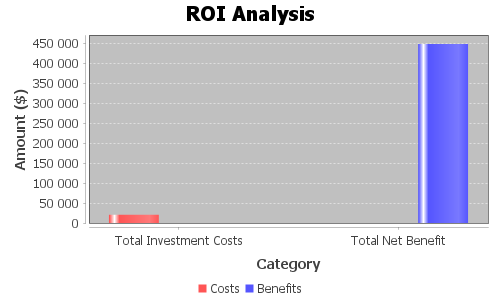 ROI Analysis
450 000
400 000
350 000
300 000
250 000
200 000
150 000
100 000
50 000
0
Amount ($)
Total Investment Costs Total Net Benefit
Category
Costs Benefits